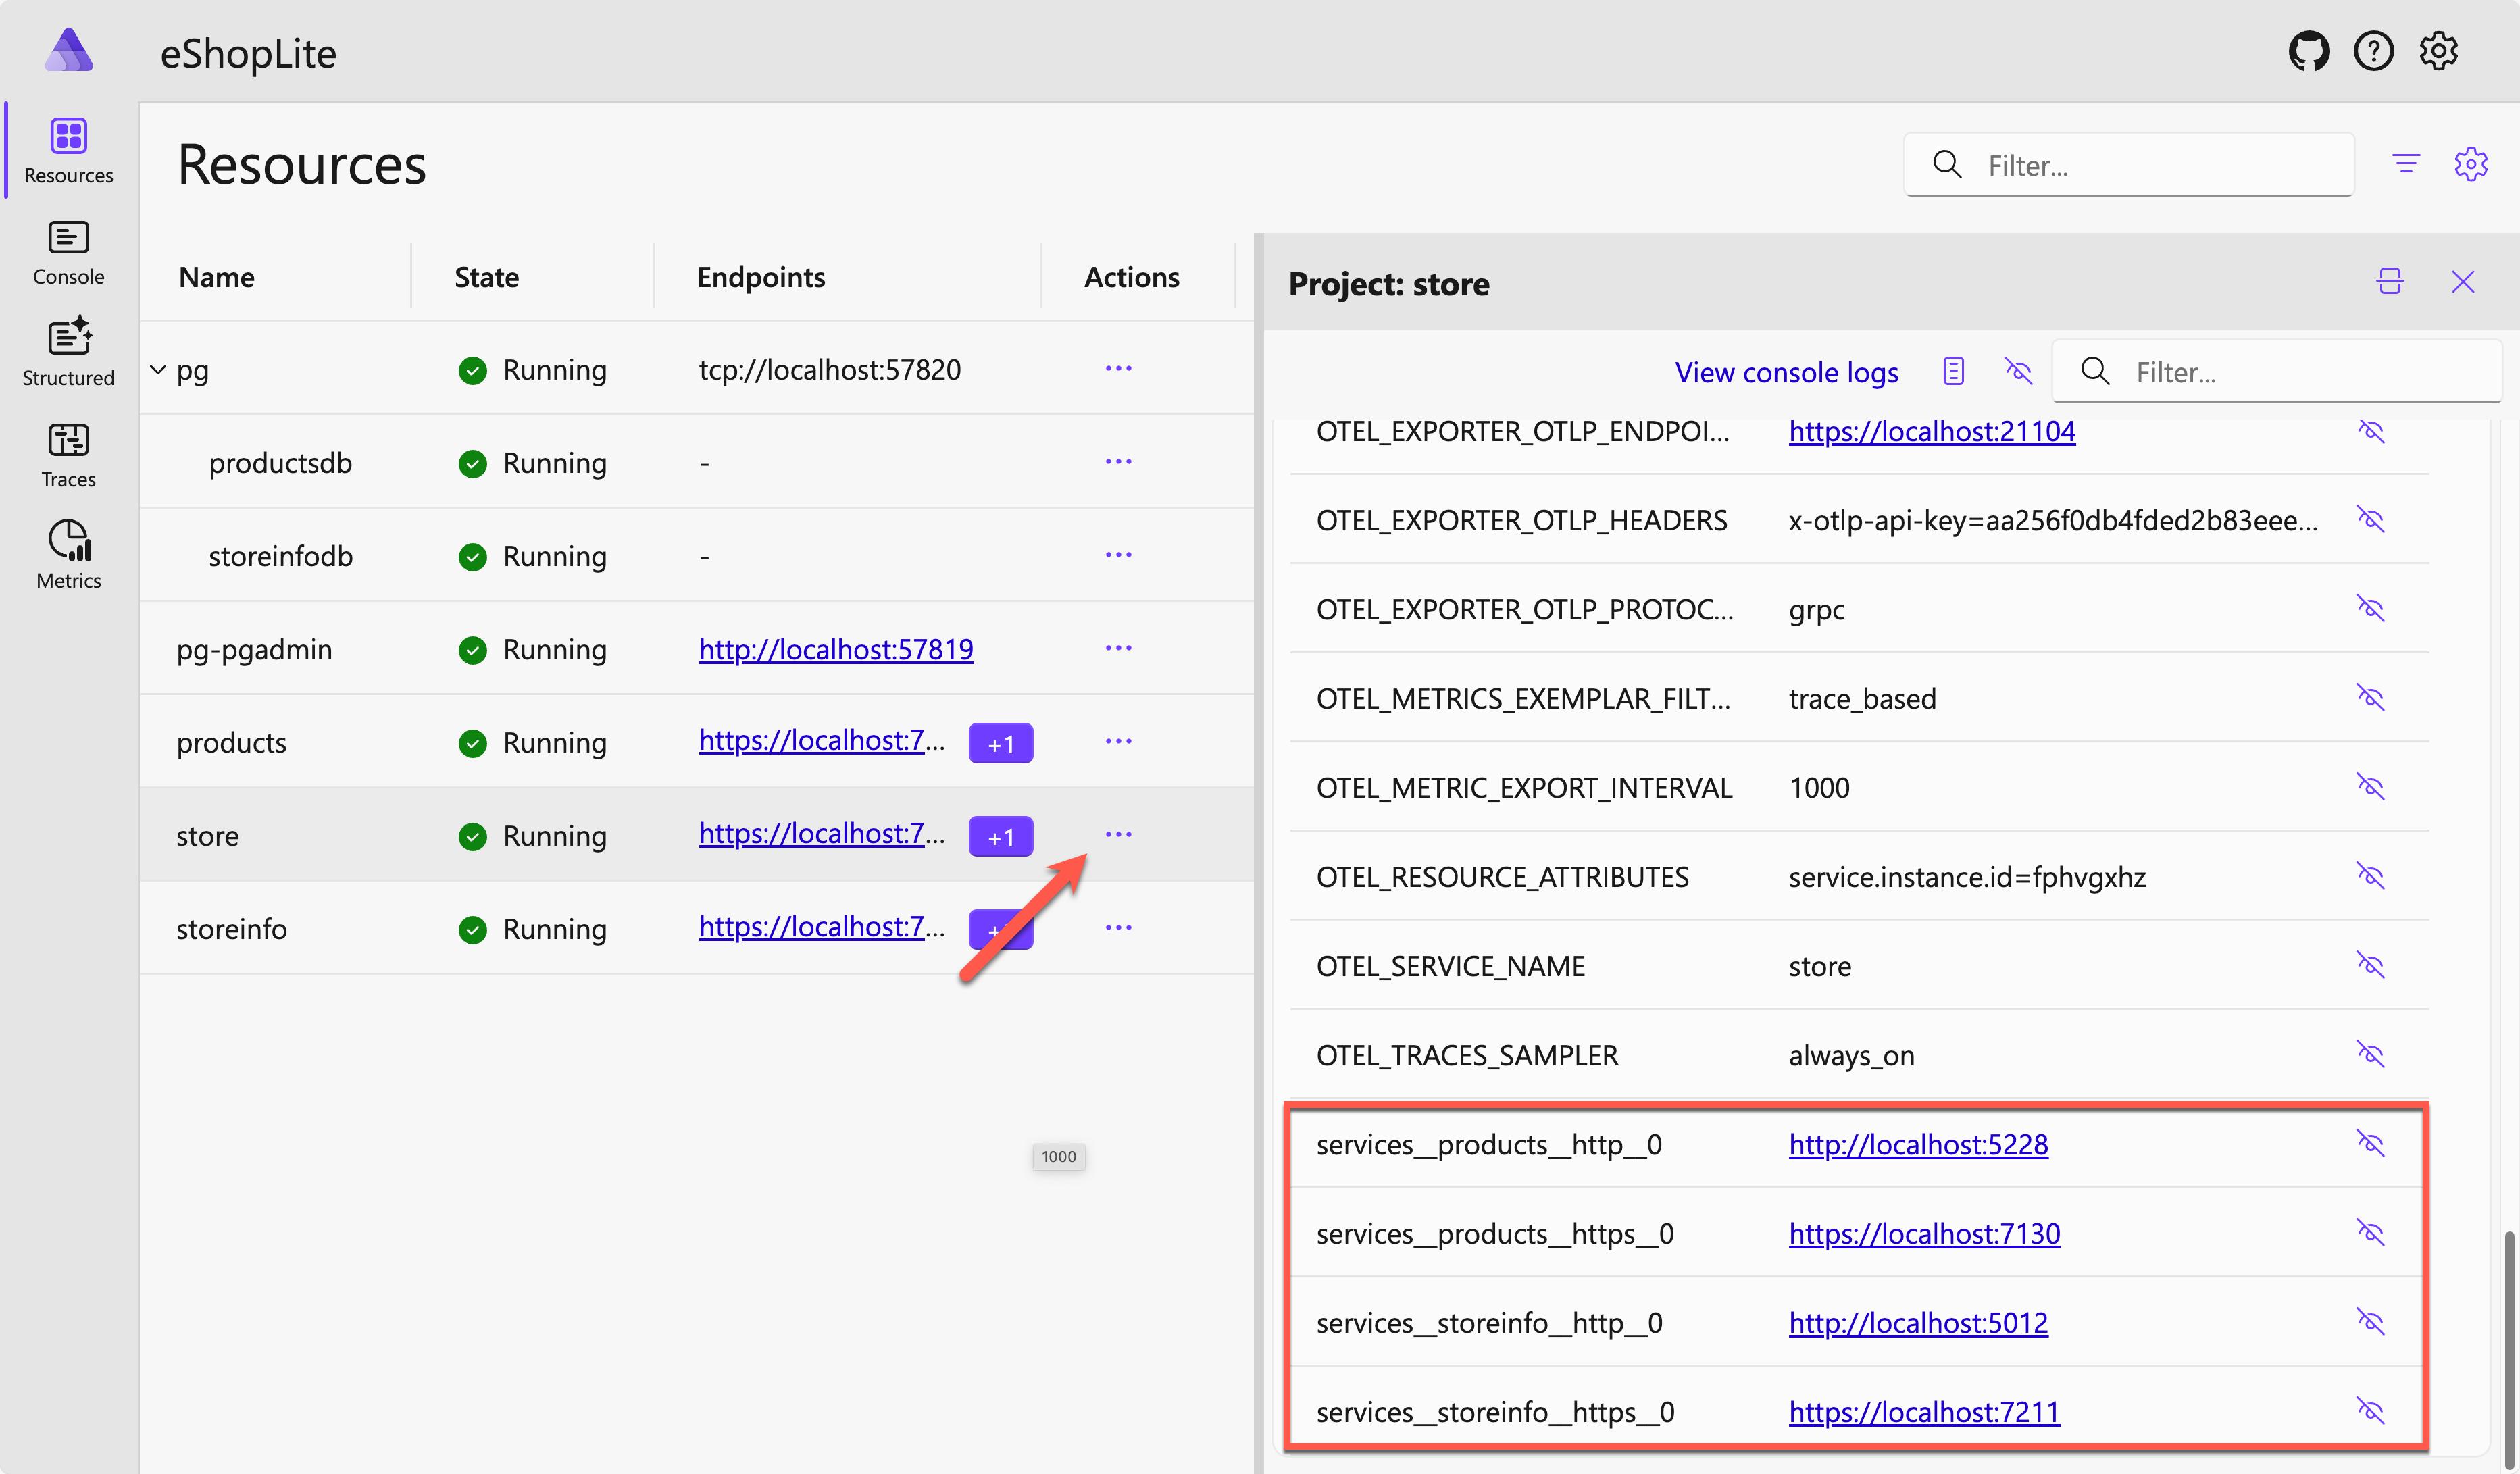 eShopLite
Resources
Console
Structured
Traces
Metrics
Resources
Filter...
Name State Endpoints Actions
pg Running tcp://localhost:57820
productsdb Running -
storeinfodb Running -
pg-pgadmin Running http://localhost:57819
products Running https://localhost:7... +1
store Running https://localhost:7... +1
storeinfo Running https://localhost:7...
1000
Project: store
View console logs Filter...
OTEL_EXPORTER_OTLP_ENDPOI... https://localhost:21104
OTEL_EXPORTER_OTLP_HEADERS x-otlp-api-key=aa256f0db4fded2b83eee...
OTEL_EXPORTER_OTLP_PROTOC... grpc
OTEL_METRICS_EXEMPLAR_FILT... trace_based
OTEL_METRIC_EXPORT_INTERVAL 1000
OTEL_RESOURCE_ATTRIBUTES service.instance.id=fphvgxhz
OTEL_SERVICE_NAME store
OTEL_TRACES_SAMPLER always_on
services__products__http__0 http://localhost:5228
services__products__https__0 https://localhost:7130
services__storeinfo__http__0 http://localhost:5012
services__storeinfo__https__0 https://localhost:7211